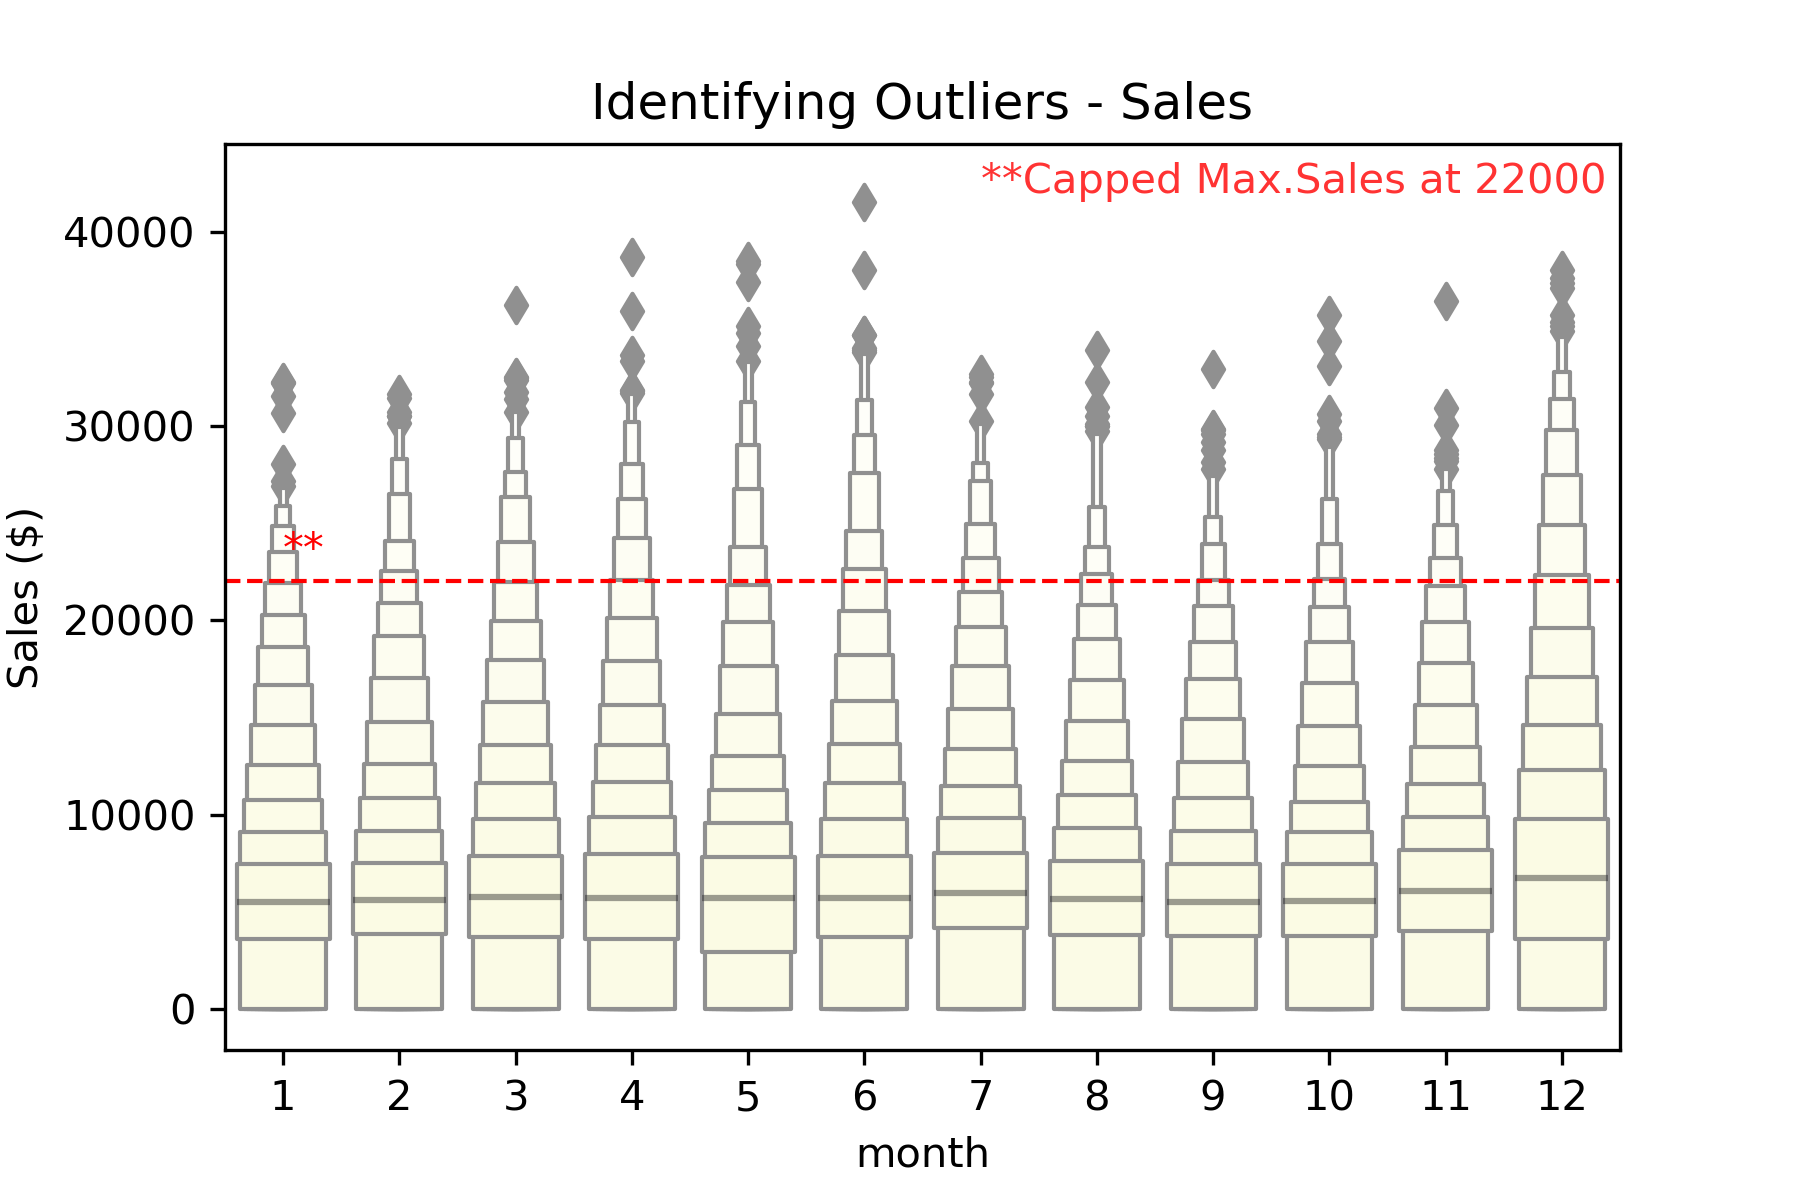 Identifying Outliers - Sales
**Capped Max.Sales at 22000
40000
30000
20000
10000
0
Sales ($)
**
1 2 3 4 5 6 7 8 9 10 11 12
month